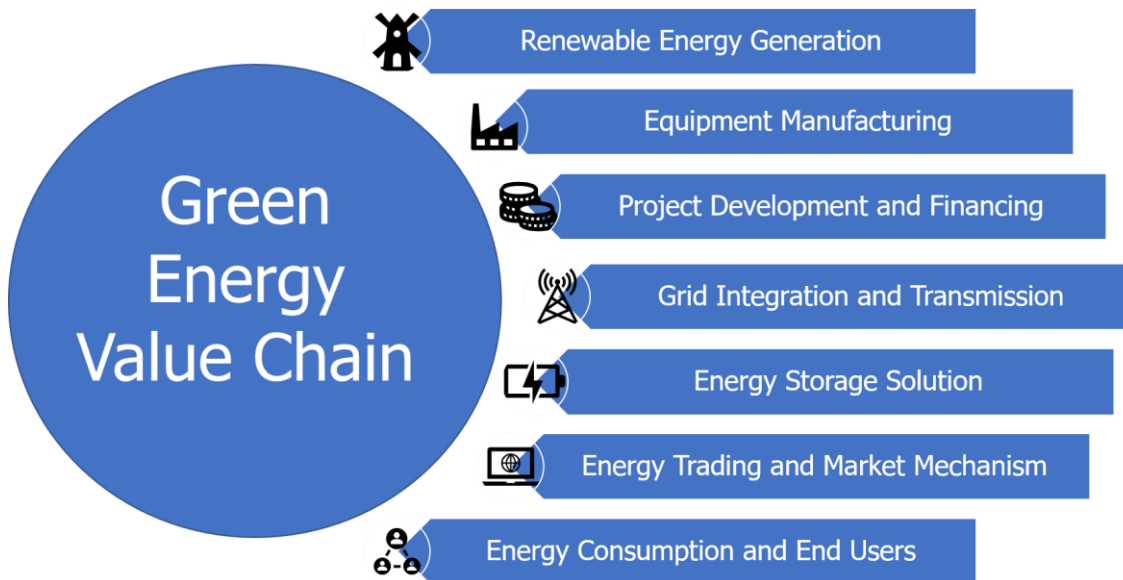 Green
Energy
Value Chain
Renewable Energy Generation
Equipment Manufacturing
Project Development and Financing
Grid Integration and Transmission
Energy Storage Solution
Energy Trading and Market Mechanism
Energy Consumption and End Users